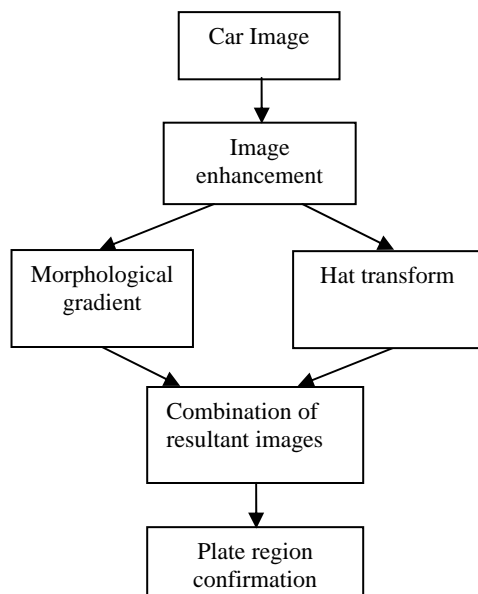 Car Image
Image
enhancement
Morphological
gradient
Hat transform
Combination of
resultant images
Plate region
confirmation